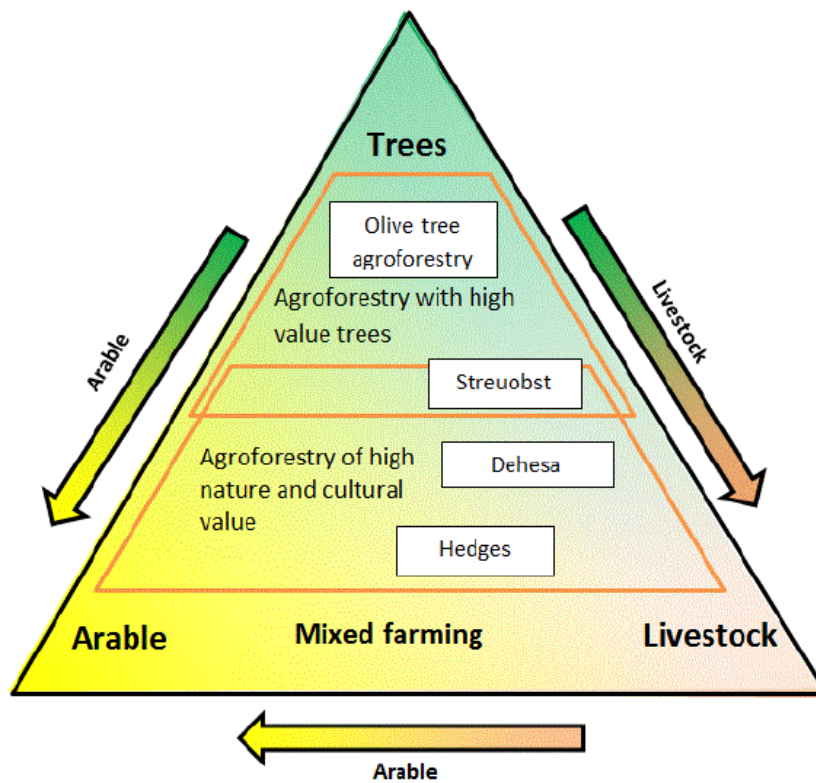 Trees
Olive tree
agroforestry
Agroforestry with high
value trees
Arable
Livestock
Streuobst
Agroforestry of high
nature and cultural
value
Dehesa
Hedges
Arable
Mixed farming
Livestock
Arable